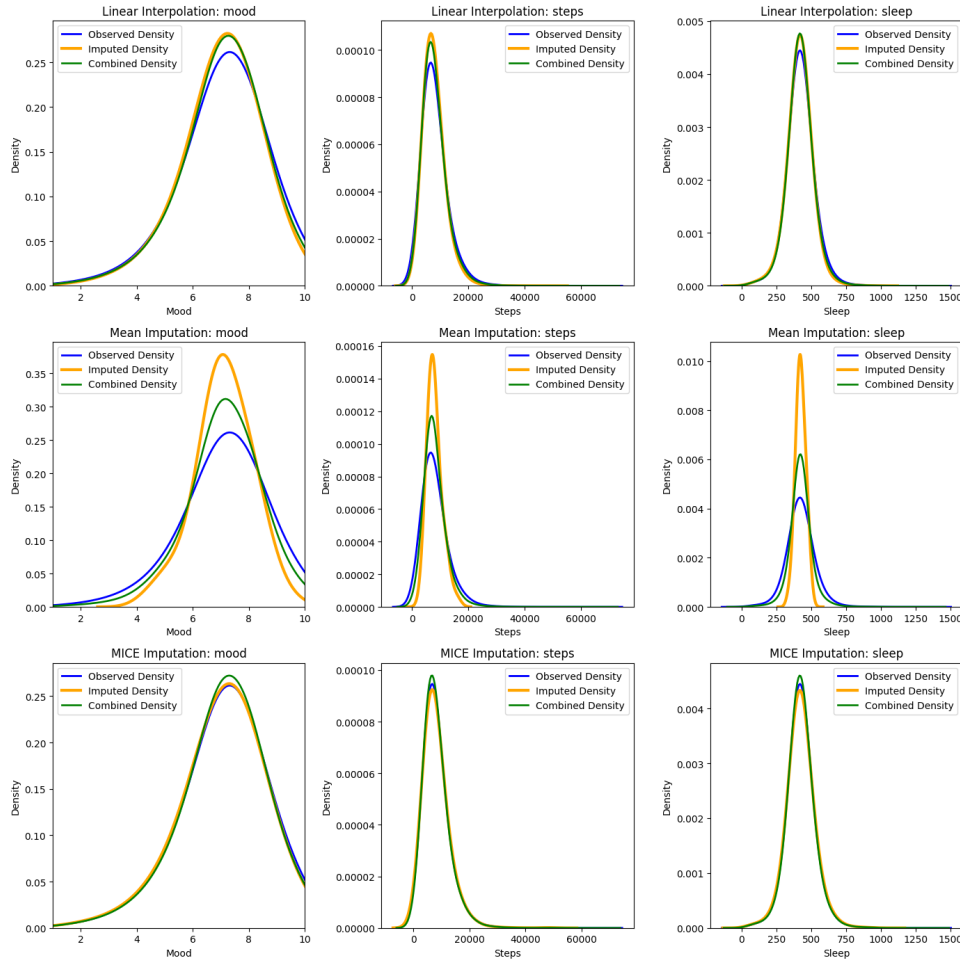 Linear Interpolation: mood
Observed Density
Imputed Density
Combined Density
0.00
0.05
0.10
0.15
0.20
0.25
Density
2
4
6
8
10
Mood
Linear Interpolation: steps
Observed Density
Imputed Density
Combined Density
0.00000
0.00002
0.00004
0.00006
0.00008
0.00010
Density
0
20000
40000
60000
Steps
Linear Interpolation: sleep
Observed Density
Imputed Density
Combined Density
0.000
0.001
0.002
0.003
0.004
0.005
Density
0
250
500
750
1000
1250
1500
Sleep
Mean Imputation: mood
Observed Density
Imputed Density
Combined Density
0.00
0.05
0.10
0.15
0.20
0.25
0.30
0.35
Density
2
4
6
8
10
Mood
Mean Imputation: steps
Observed Density
Imputed Density
Combined Density
0.00000
0.00002
0.00004
0.00006
0.00008
0.00010
0.00012
0.00014
0.00016
Density
0
20000
40000
60000
Steps
Mean Imputation: sleep
Observed Density
Imputed Density
Combined Density
0.000
0.002
0.004
0.006
0.008
0.010
Density
0
250
500
750
1000
1250
1500
Sleep
MICE Imputation: mood
Observed Density
Imputed Density
Combined Density
0.00
0.05
0.10
0.15
0.20
0.25
Density
2
4
6
8
10
Mood
MICE Imputation: steps
Observed Density
Imputed Density
Combined Density
0.00000
0.00002
0.00004
0.00006
0.00008
0.00010
Density
0
20000
40000
60000
Steps
MICE Imputation: sleep
Observed Density
Imputed Density
Combined Density
0.000
0.001
0.002
0.003
0.004
Density
0
250
500
750
1000
1250
1500
Sleep